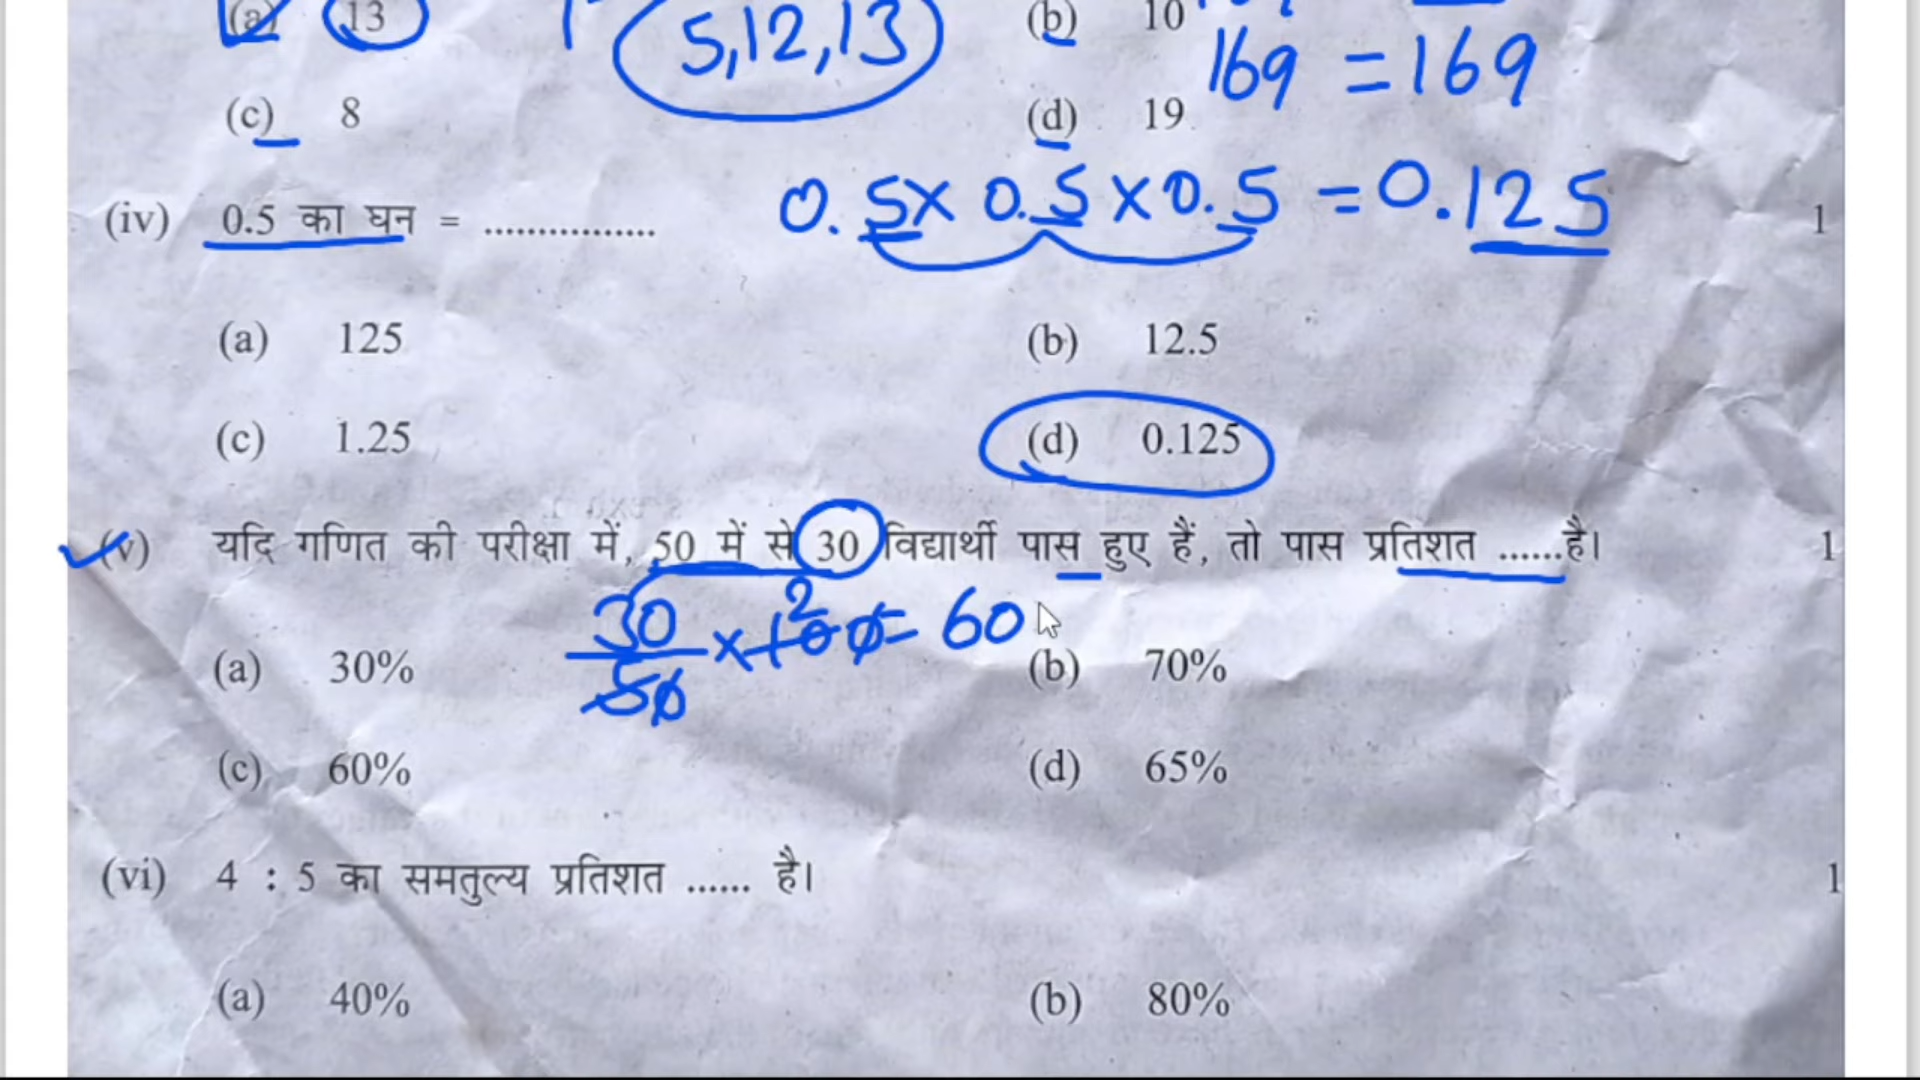 (a) 13 5,12,13 (b) 10
169 = 169
(c) 8 (d) 19
0.5 × 0.5 × 0.5 = 0.125
(iv) 0.5 का घन = ................ 1
(a) 125 (b) 12.5
(c) 1.25 (d) 0.125
(v) यदि गणित की परीक्षा में, 50 में से 30 विद्यार्थी पास हुए हैं, तो पास प्रतिशत ......है। 1
30/50 × 100 = 60
2
(a) 30% (b) 70%
(c) 60% (d) 65%
(vi) 4 : 5 का समतुल्य प्रतिशत ...... है। 1
(a) 40% (b) 80%